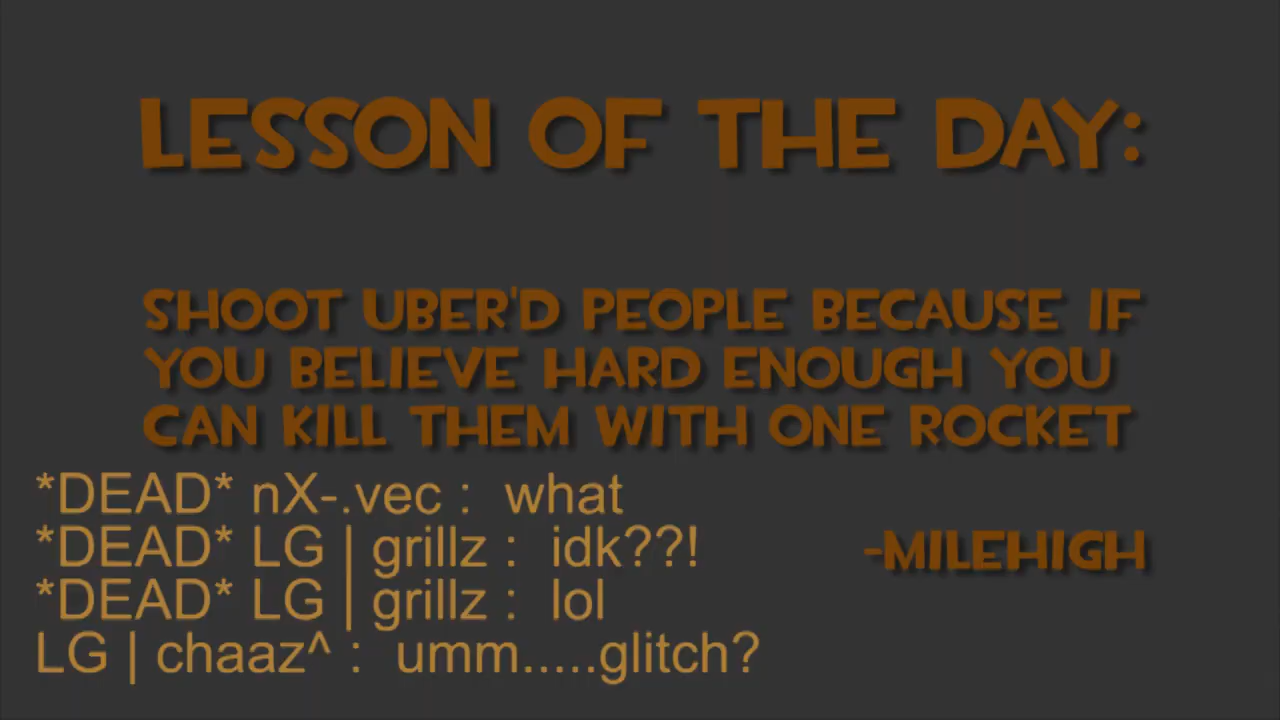 LESSON OF THE DAY:
SHOOT UBER'D PEOPLE BECAUSE IF
YOU BELIEVE HARD ENOUGH YOU
CAN KILL THEM WITH ONE ROCKET
*DEAD* nX-.vec :  what
*DEAD* LG | grillz :  idk??!
-MILEHIGH
*DEAD* LG | grillz :  lol
LG | chaaz^ :  umm.....glitch?